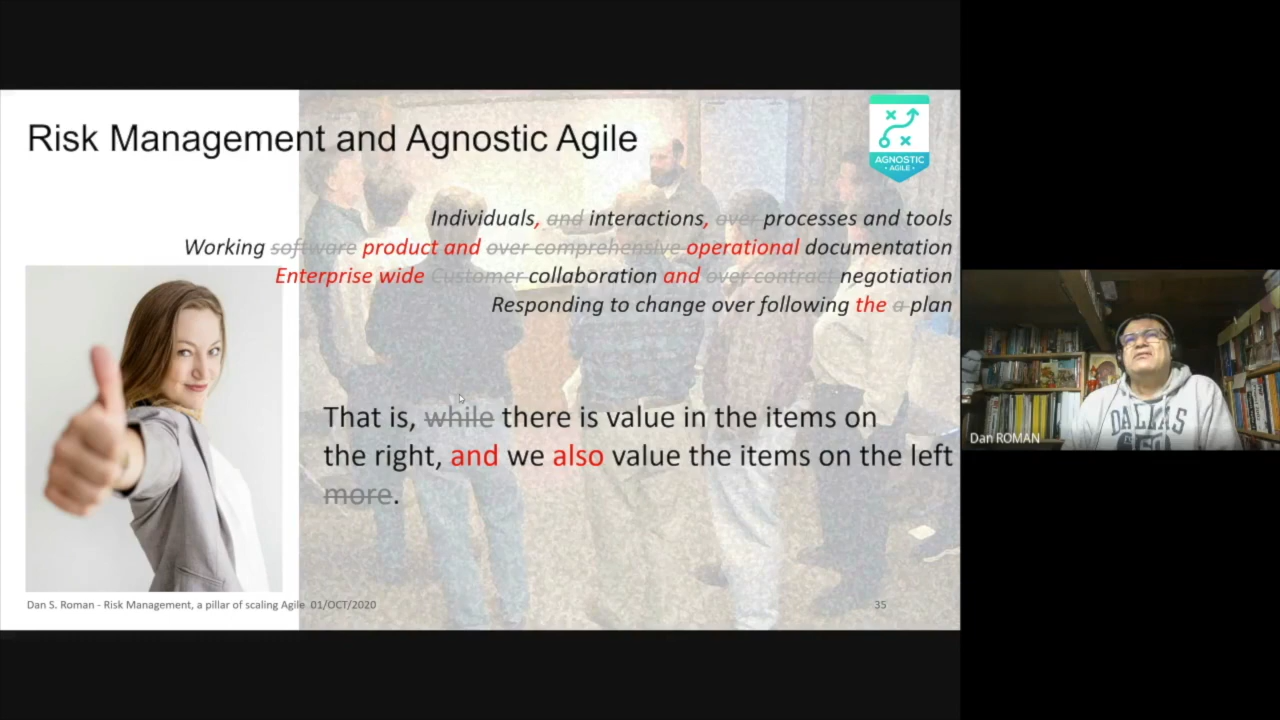 Risk Management and Agnostic Agile
AGNOSTIC
• AGILE •
Individuals, and interactions, over processes and tools
Working software product and over comprehensive operational documentation
Enterprise wide Customer collaboration and over contract negotiation
Responding to change over following the a plan
That is, while there is value in the items on
the right, and we also value the items on the left
more.
Dan S. Roman - Risk Management, a pillar of scaling Agile 01/OCT/2020
35
Dan ROMAN
DALLAS